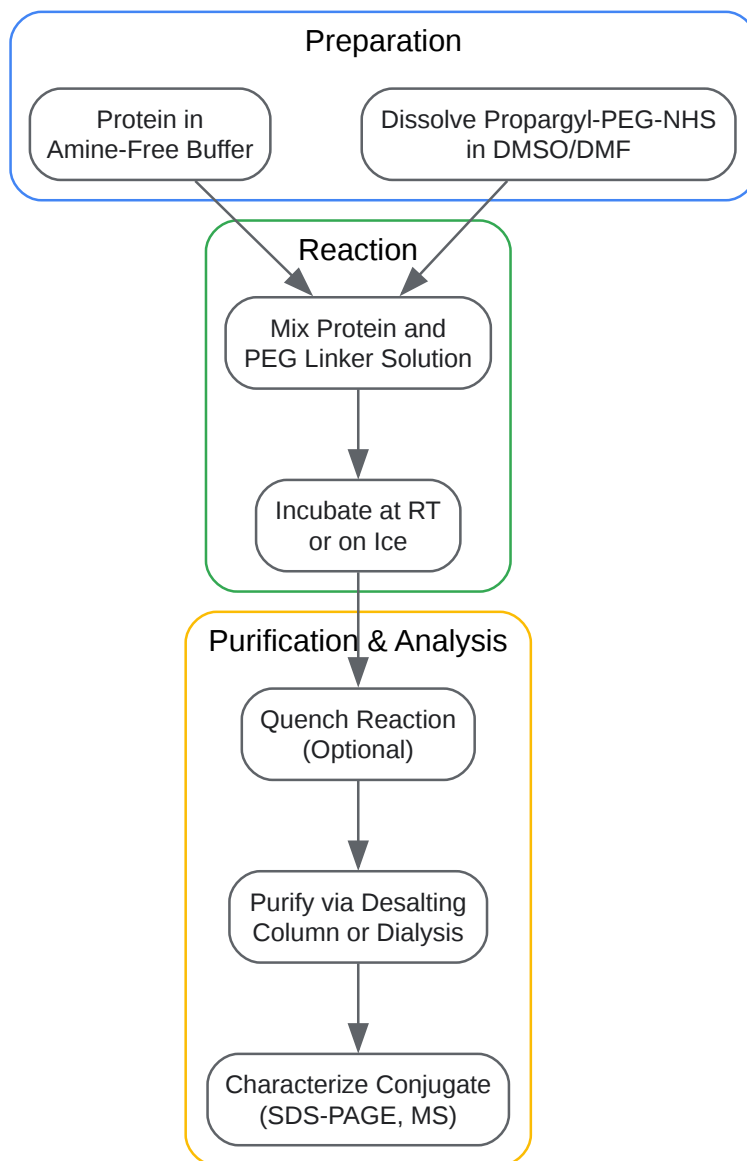 Preparation
Protein in
Amine-Free Buffer
Dissolve Propargyl-PEG-NHS
in DMSO/DMF
Reaction
Mix Protein and
PEG Linker Solution
Incubate at RT
or on Ice
Purification & Analysis
Quench Reaction
(Optional)
Purify via Desalting
Column or Dialysis
Characterize Conjugate
(SDS-PAGE, MS)